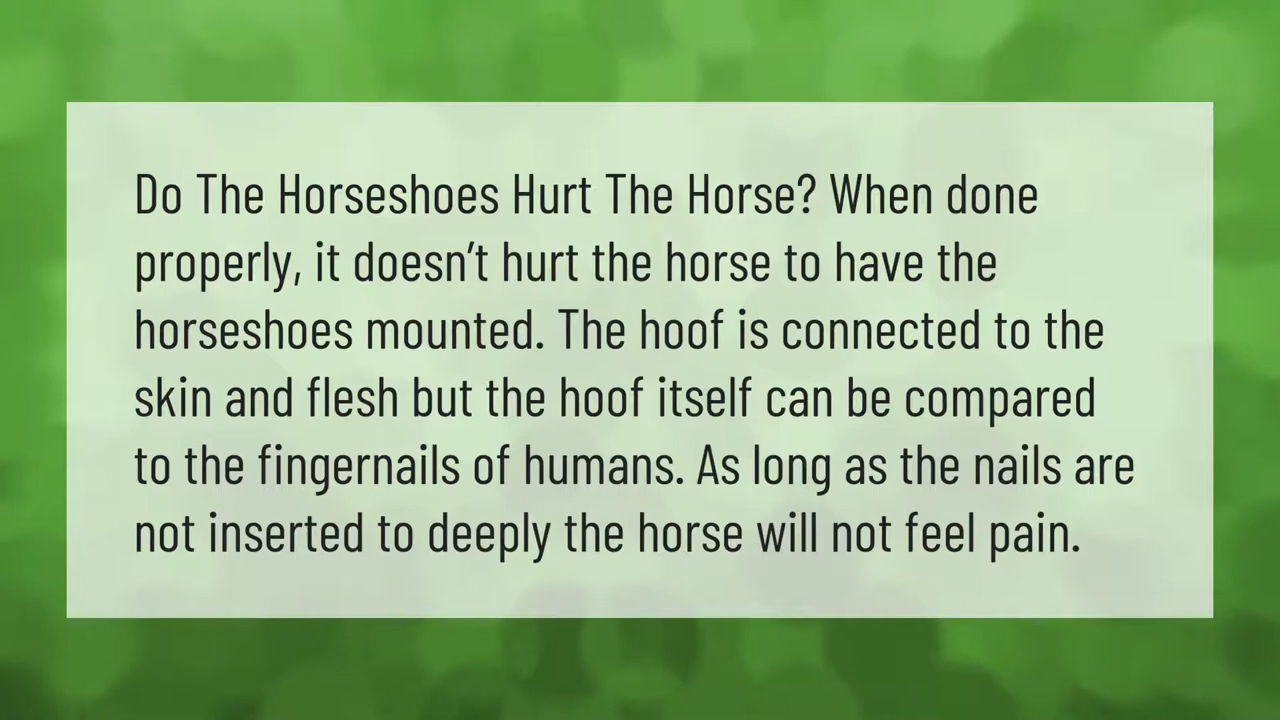 Do The Horseshoes Hurt The Horse? When done
properly, it doesn’t hurt the horse to have the
horseshoes mounted. The hoof is connected to the
skin and flesh but the hoof itself can be compared
to the fingernails of humans. As long as the nails are
not inserted to deeply the horse will not feel pain.